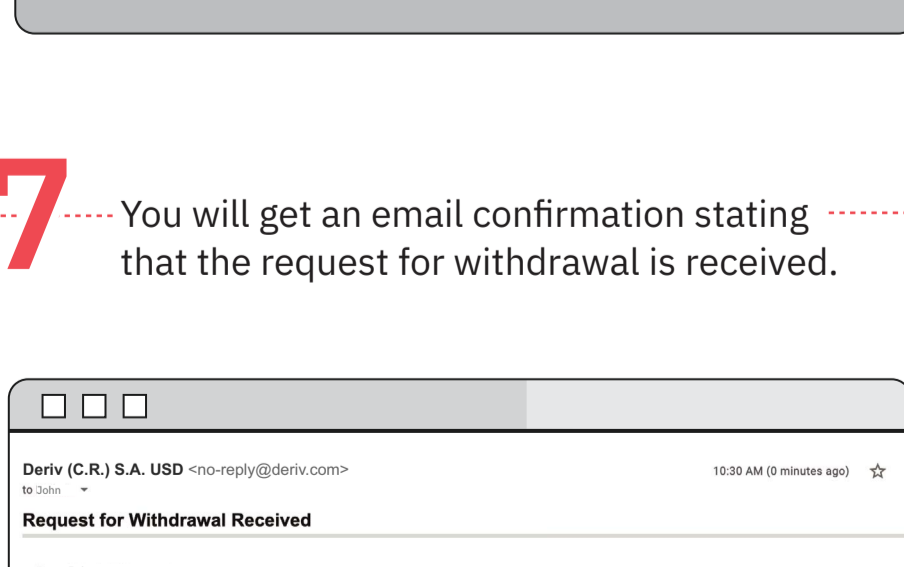 7
You will get an email confirmation stating
that the request for withdrawal is received.
Deriv (C.R.) S.A. USD <no-reply@deriv.com>
10:30 AM (0 minutes ago)
to John
Request for Withdrawal Received